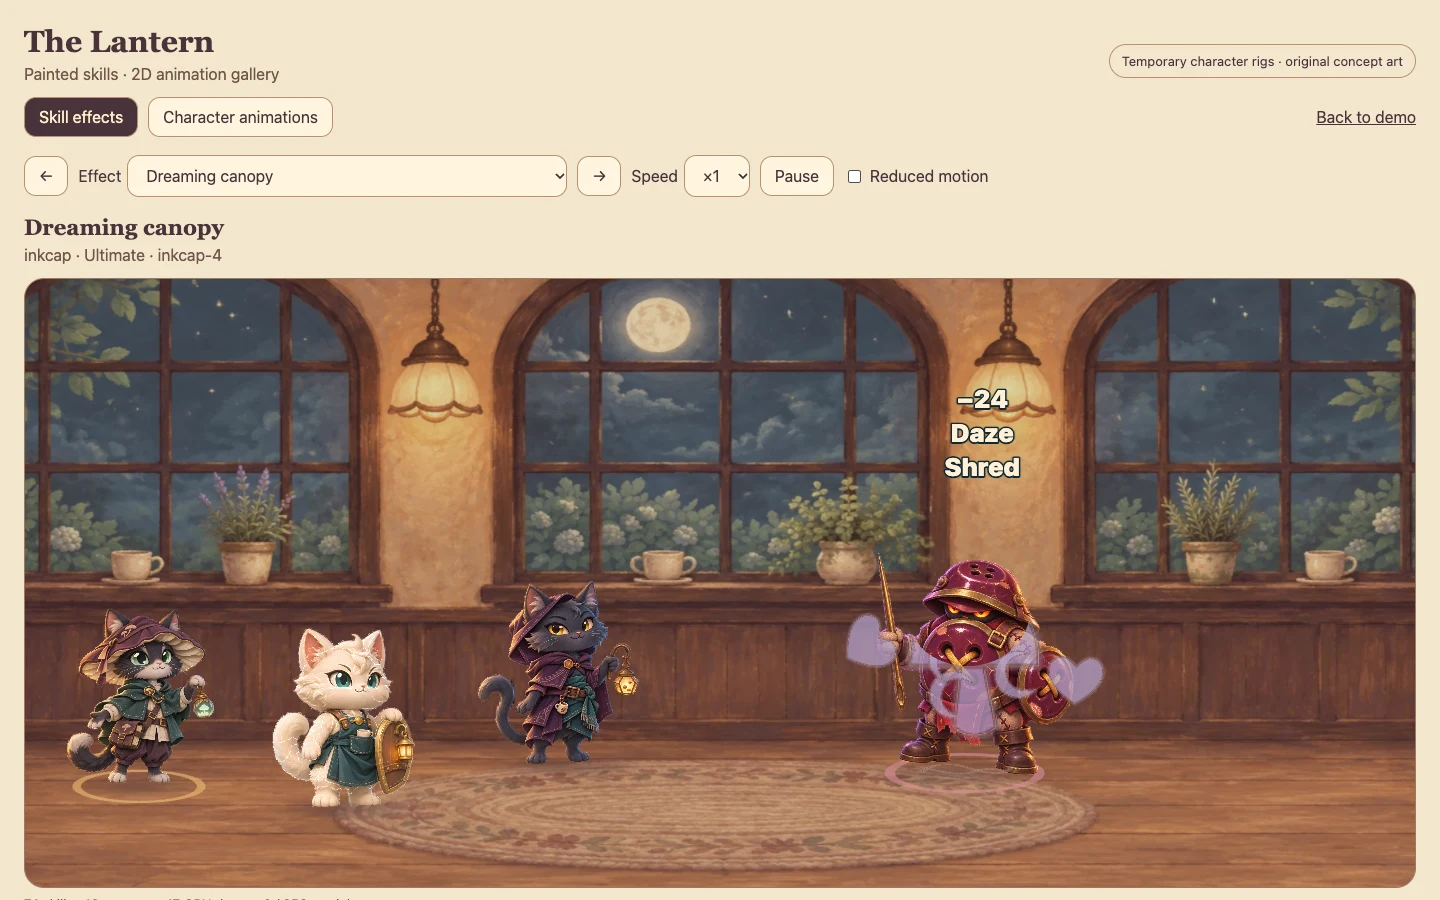 The Lantern
Painted skills · 2D animation gallery
Temporary character rigs · original concept art
Skill effects
Character animations
Back to demo
← Effect Dreaming canopy → Speed ×1 Pause Reduced motion
Dreaming canopy
inkcap · Ultimate · inkcap-4
−24
Daze
Shred